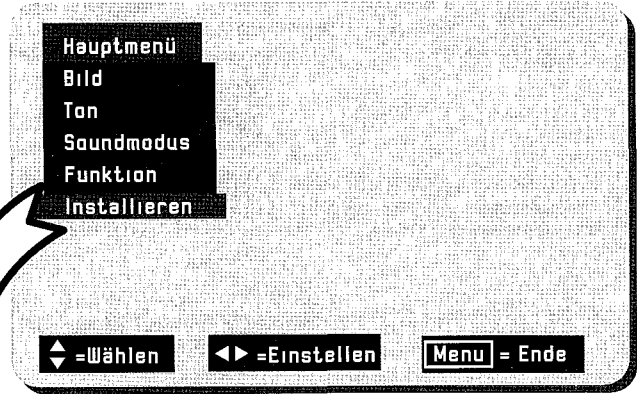 Hauptmenü
Bild
Ton
Soundmodus
Funktion
Installieren
=Wählen =Einstellen Menu = Ende